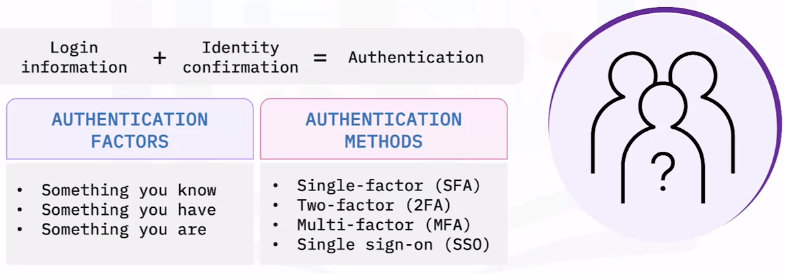 Login information + Identity confirmation = Authentication
AUTHENTICATION FACTORS
• Something you know
• Something you have
• Something you are
AUTHENTICATION METHODS
• Single-factor (SFA)
• Two-factor (2FA)
• Multi-factor (MFA)
• Single sign-on (SSO)
?